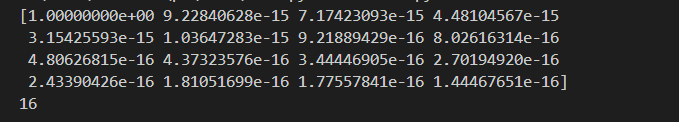 [1.00000000e+00 9.22840628e-15 7.17423093e-15 4.48104567e-15
3.15425593e-15 1.03647283e-15 9.21889429e-16 8.02616314e-16
4.80626815e-16 4.37323576e-16 3.44446905e-16 2.70194920e-16
2.43390426e-16 1.81051699e-16 1.77557841e-16 1.44467651e-16]
16